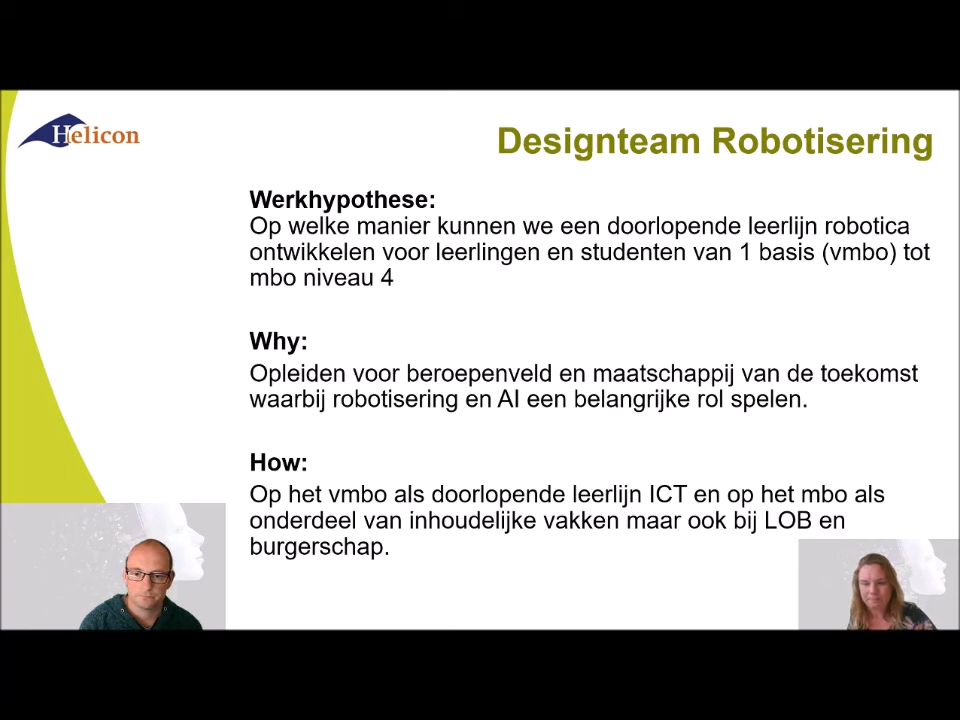 Helicon
Designteam Robotisering
Werkhypothese:
Op welke manier kunnen we een doorlopende leerlijn robotica
ontwikkelen voor leerlingen en studenten van 1 basis (vmbo) tot
mbo niveau 4
Why:
Opleiden voor beroepenveld en maatschappij van de toekomst
waarbij robotisering en AI een belangrijke rol spelen.
How:
Op het vmbo als doorlopende leerlijn ICT en op het mbo als
onderdeel van inhoudelijke vakken maar ook bij LOB en
burgerschap.